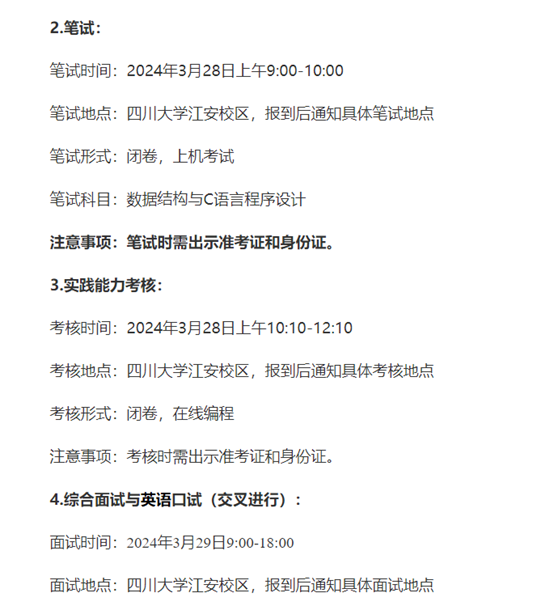 2.笔试：
笔试时间：2024年3月28日上午9:00-10:00
笔试地点：四川大学江安校区，报到后通知具体笔试地点
笔试形式：闭卷，上机考试
笔试科目：数据结构与C语言程序设计
注意事项：笔试时需出示准考证和身份证。
3.实践能力考核：
考核时间：2024年3月28日上午10:10-12:10
考核地点：四川大学江安校区，报到后通知具体考核地点
考核形式：闭卷，在线编程
注意事项：考核时需出示准考证和身份证。
4.综合面试与英语口试（交叉进行）：
面试时间：2024年3月29日9:00-18:00
面试地点：四川大学江安校区，报到后通知具体面试地点